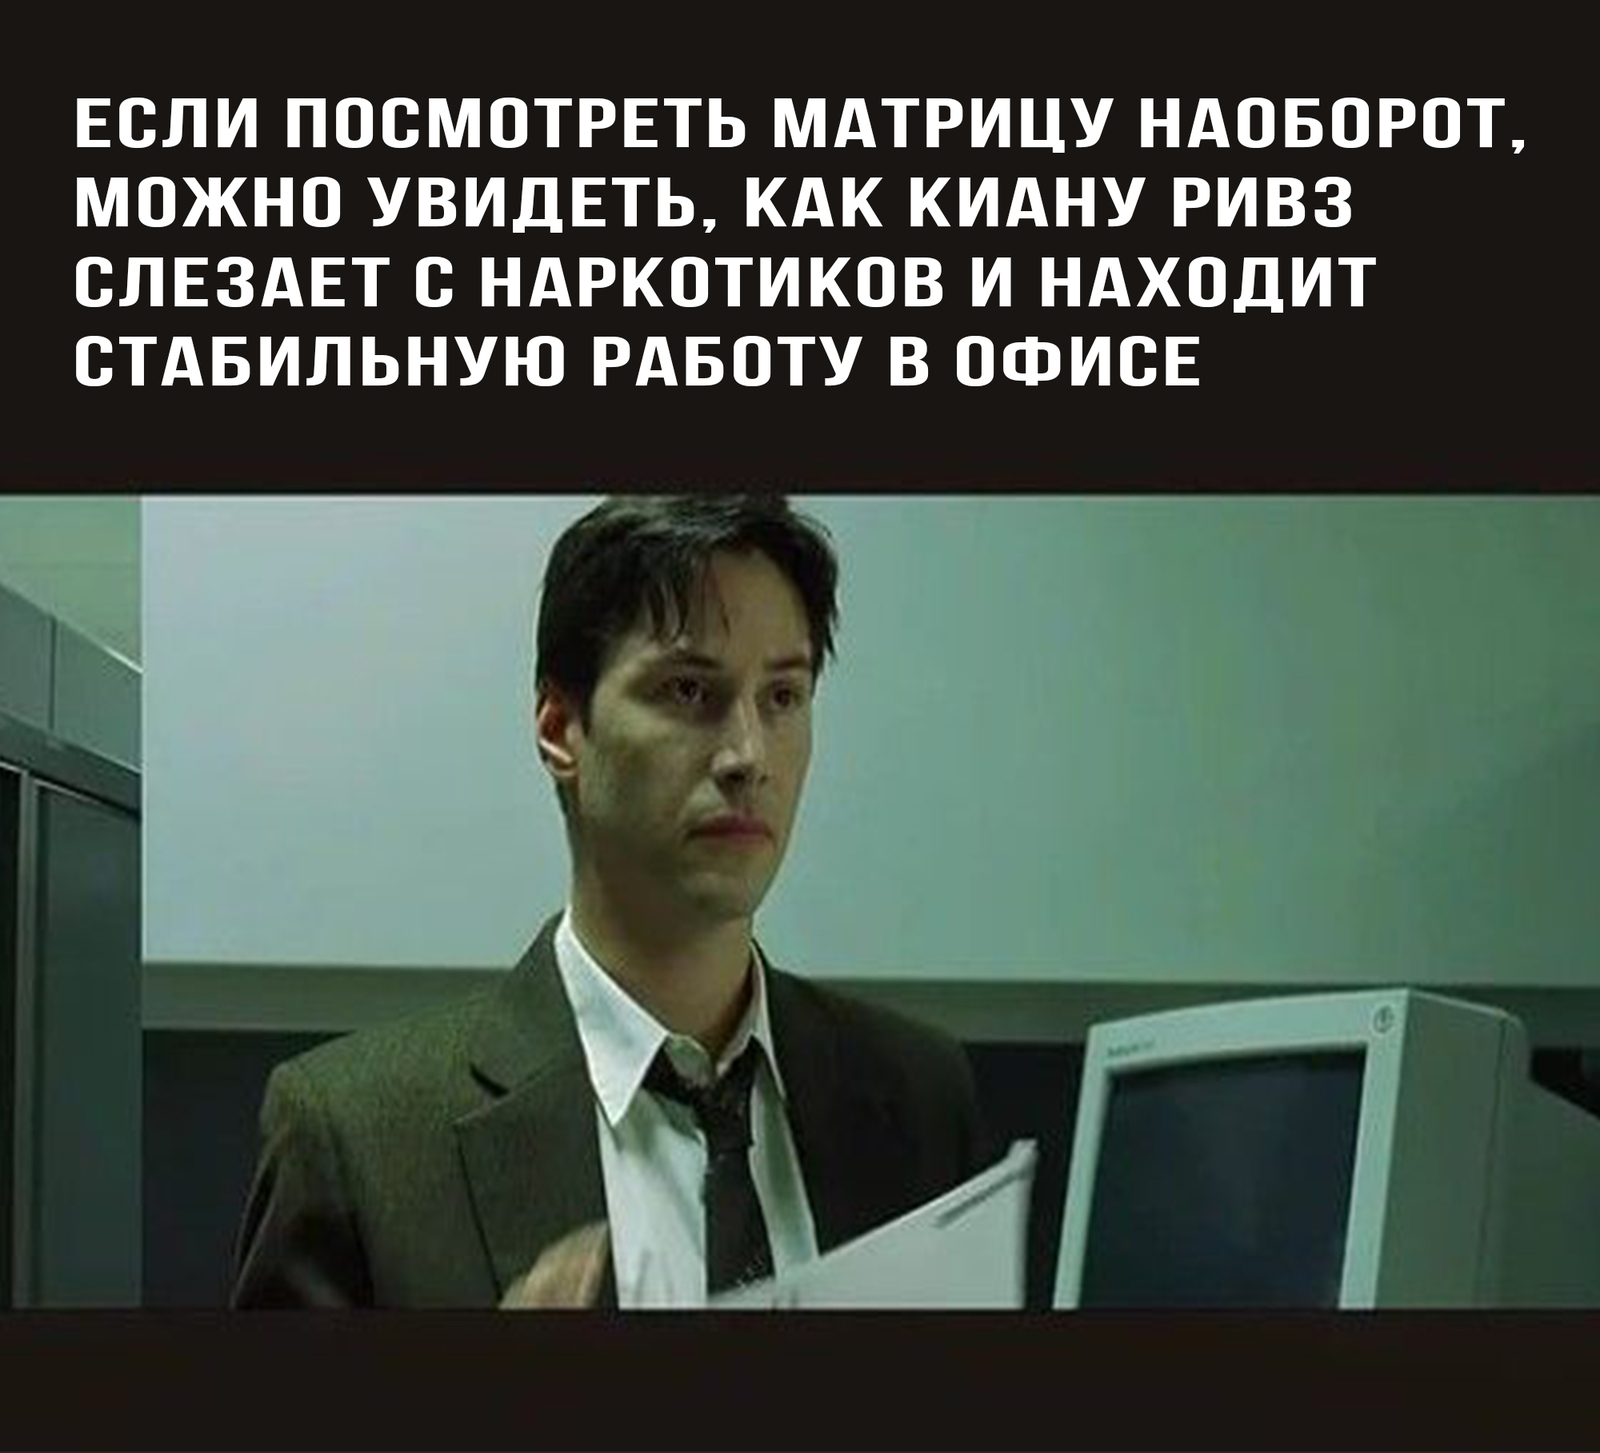 ЕСЛИ ПОСМОТРЕТЬ МАТРИЦУ НАОБОРОТ,
МОЖНО УВИДЕТЬ, КАК КИАНУ РИВЗ
СЛЕЗАЕТ С НАРКОТИКОВ И НАХОДИТ
СТАБИЛЬНУЮ РАБОТУ В ОФИСЕ